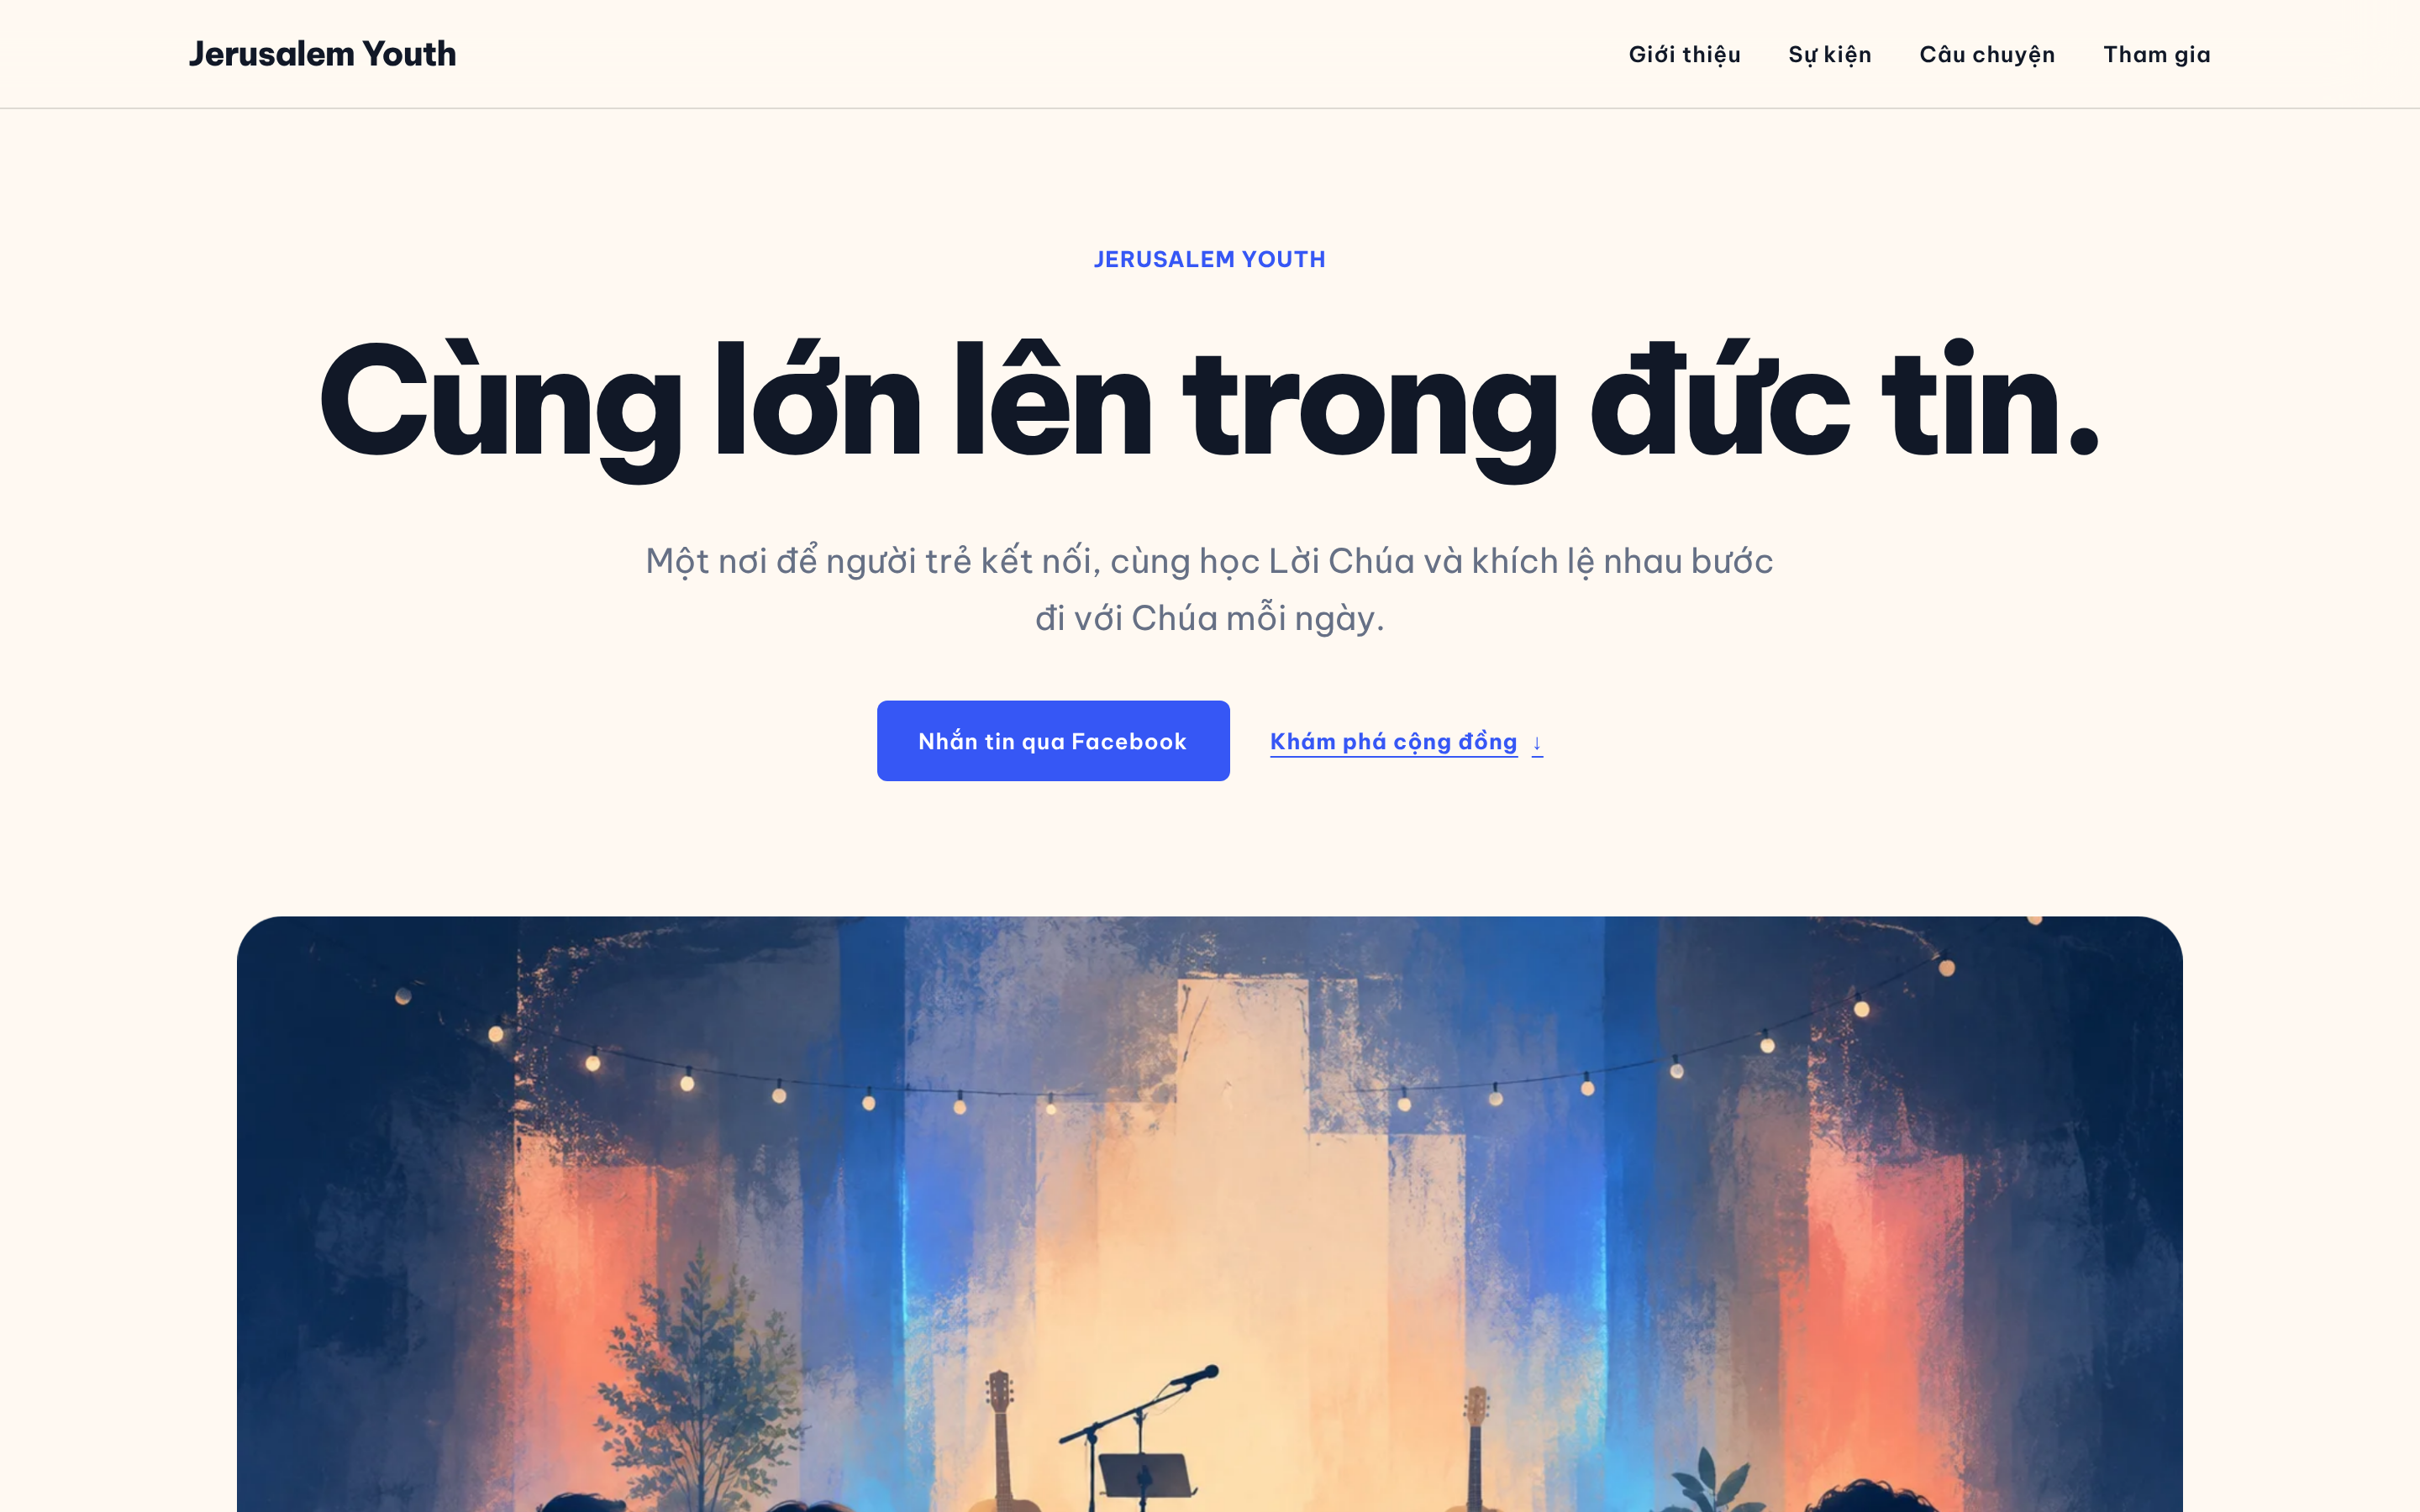 Jerusalem Youth
Giới thiệu Sự kiện Câu chuyện Tham gia
JERUSALEM YOUTH
Cùng lớn lên trong đức tin.
Một nơi để người trẻ kết nối, cùng học Lời Chúa và khích lệ nhau bước
đi với Chúa mỗi ngày.
Nhắn tin qua Facebook
Khám phá cộng đồng ↓